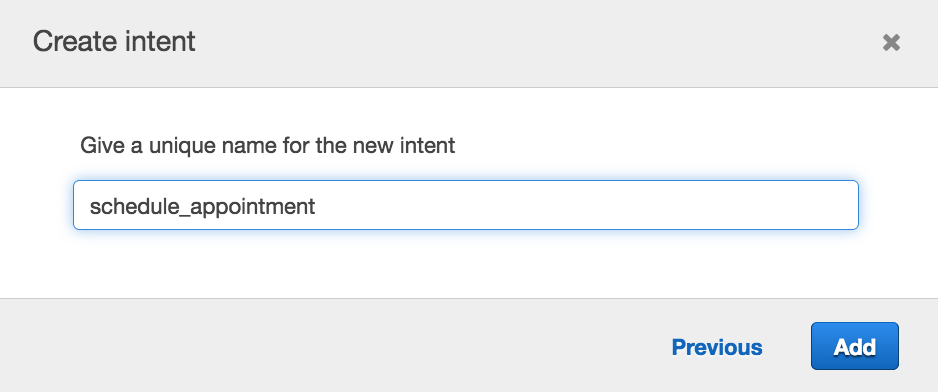 Create intent
Give a unique name for the new intent
schedule_appointment
Previous
Add